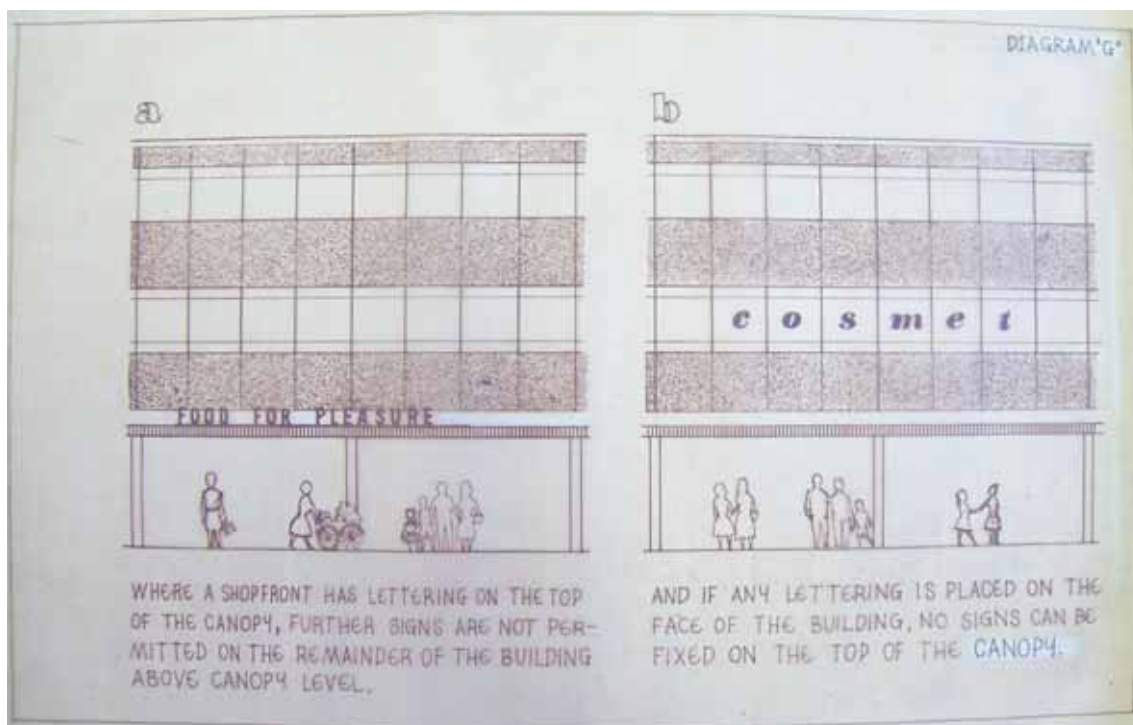 DIAGRAM 'G'
a
FOOD FOR PLEASURE
WHERE A SHOPFRONT HAS LETTERING ON THE TOP
OF THE CANOPY, FURTHER SIGNS ARE NOT PER-
MITTED ON THE REMAINDER OF THE BUILDING
ABOVE CANOPY LEVEL.
b
cosmet
AND IF ANY LETTERING IS PLACED ON THE
FACE OF THE BUILDING, NO SIGNS CAN BE
FIXED ON THE TOP OF THE CANOPY.